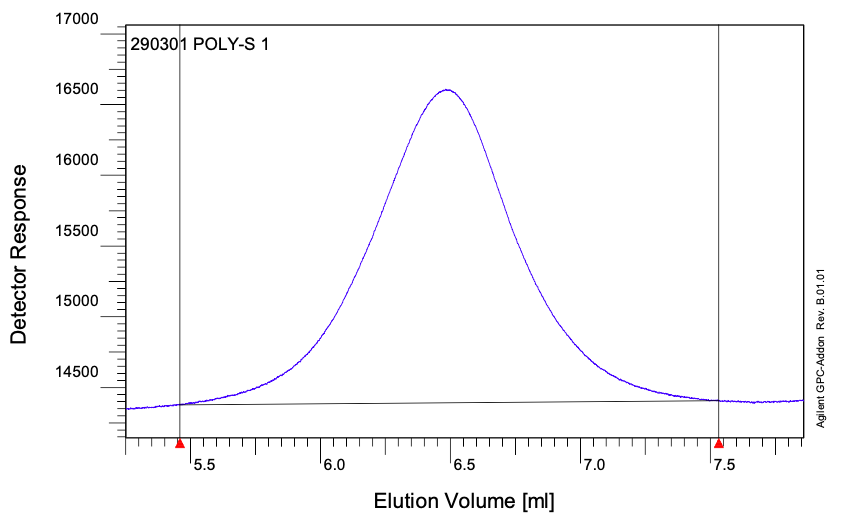 17000
290301 POLY-S 1
16500
16000
15500
15000
14500
Detector Response
5.5 6.0 6.5 7.0 7.5
Elution Volume [ml]
Agilent GPC-Addon Rev. B.01.01